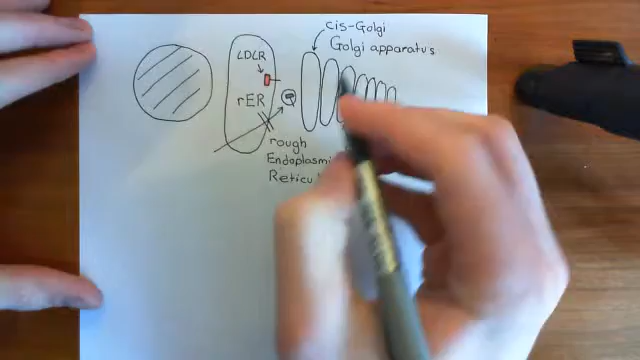 cis-Golgi
Golgi apparatus
LDLR
rER
rough
Endoplasmi
Reticu